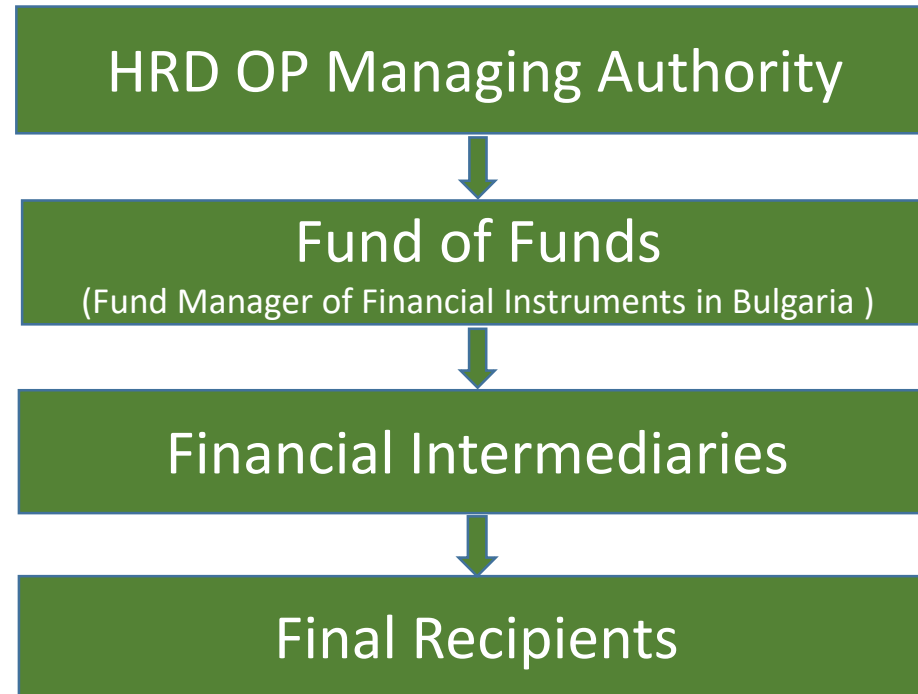 HRD OP Managing Authority
Fund of Funds
(Fund Manager of Financial Instruments in Bulgaria )
Financial Intermediaries
Final Recipients